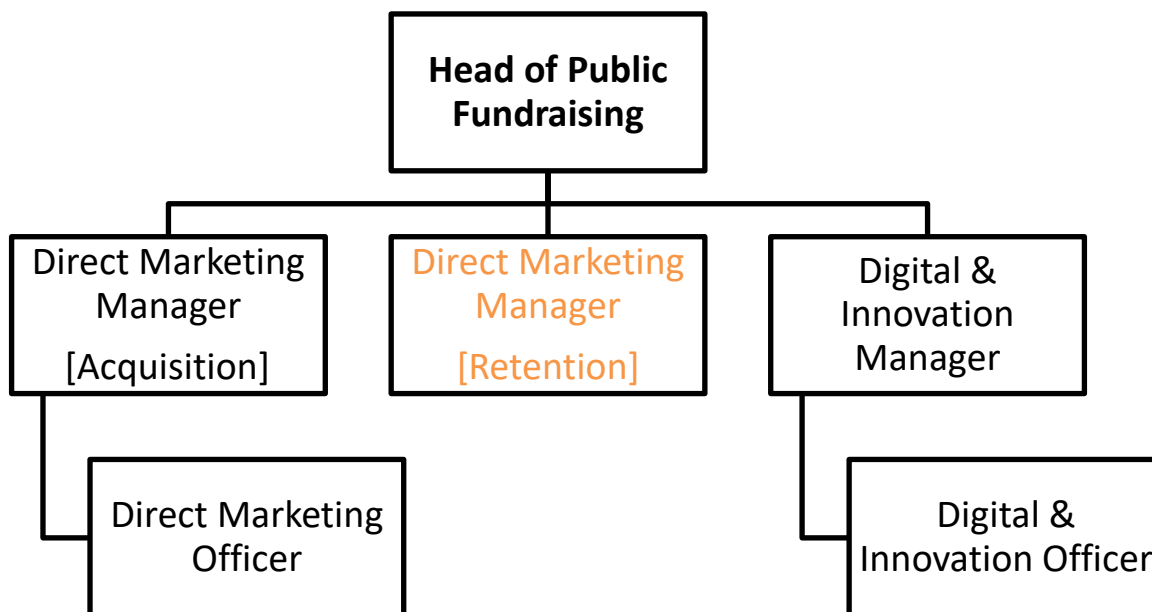 Head of Public
Fundraising
Direct Marketing
Manager
[Acquisition]
Direct Marketing
Manager
[Retention]
Digital &
Innovation
Manager
Direct Marketing
Officer
Digital &
Innovation Officer